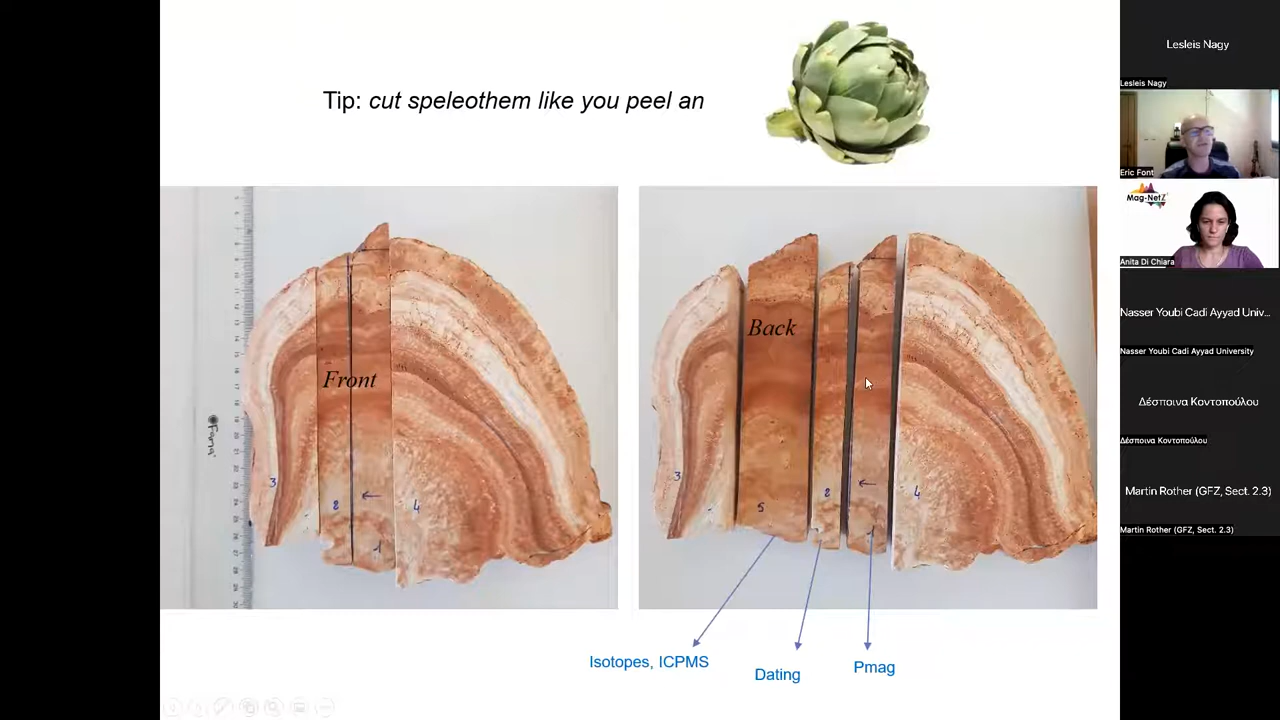 Tip: cut speleothem like you peel an
Front
3
2
1
4
Back
3
5
2
1
4
Isotopes, ICPMS
Dating
Pmag
Lesleis Nagy
Lesleis Nagy
Eric Font
Mag-NetZ
Anita Di Chiara
Nasser Youbi Cadi Ayyad Univ...
Nasser Youbi Cadi Ayyad University
Δέσποινα Κοντοπούλου
Δέσποινα Κοντοπούλου
Martin Rother (GFZ, Sect. 2.3)
Martin Rother (GFZ, Sect. 2.3)